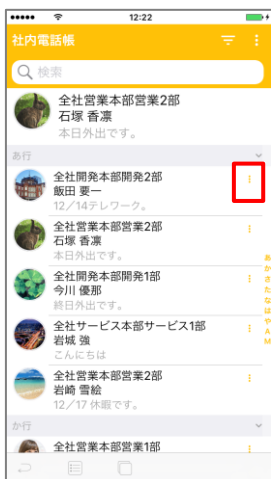 12:22
社内電話帳
検索
全社営業本部営業2部
石塚 香凛
本日外出です。
あ行
全社開発本部開発2部
飯田 要一
12/14テレワーク。
全社営業本部営業2部
石塚 香凛
本日外出です。
全社開発本部開発1部
今川 優那
終日外出です。
全社サービス本部サービス1部
岩城 強
こんにちは
全社営業本部営業2部
岩崎 雪絵
12/17 休暇です。
か行
全社営業本部営業1部
あ
か
さ
た
な
は
や
A
M